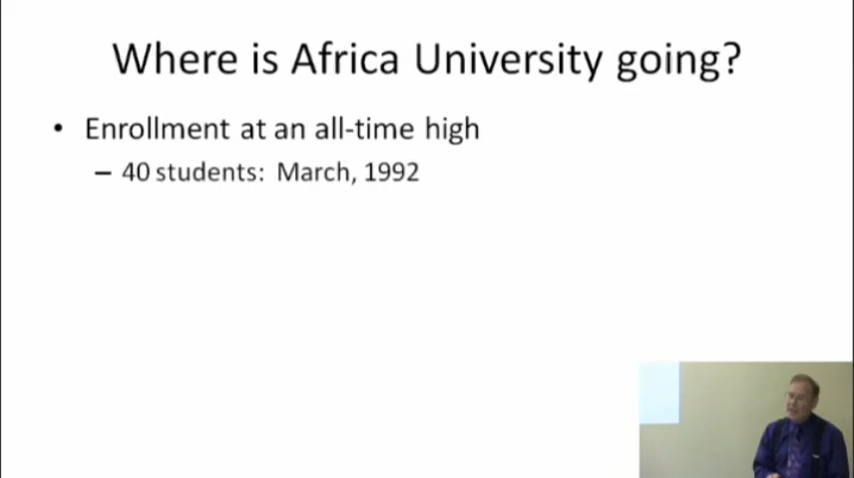 Where is Africa University going?
• Enrollment at an all-time high
– 40 students: March, 1992